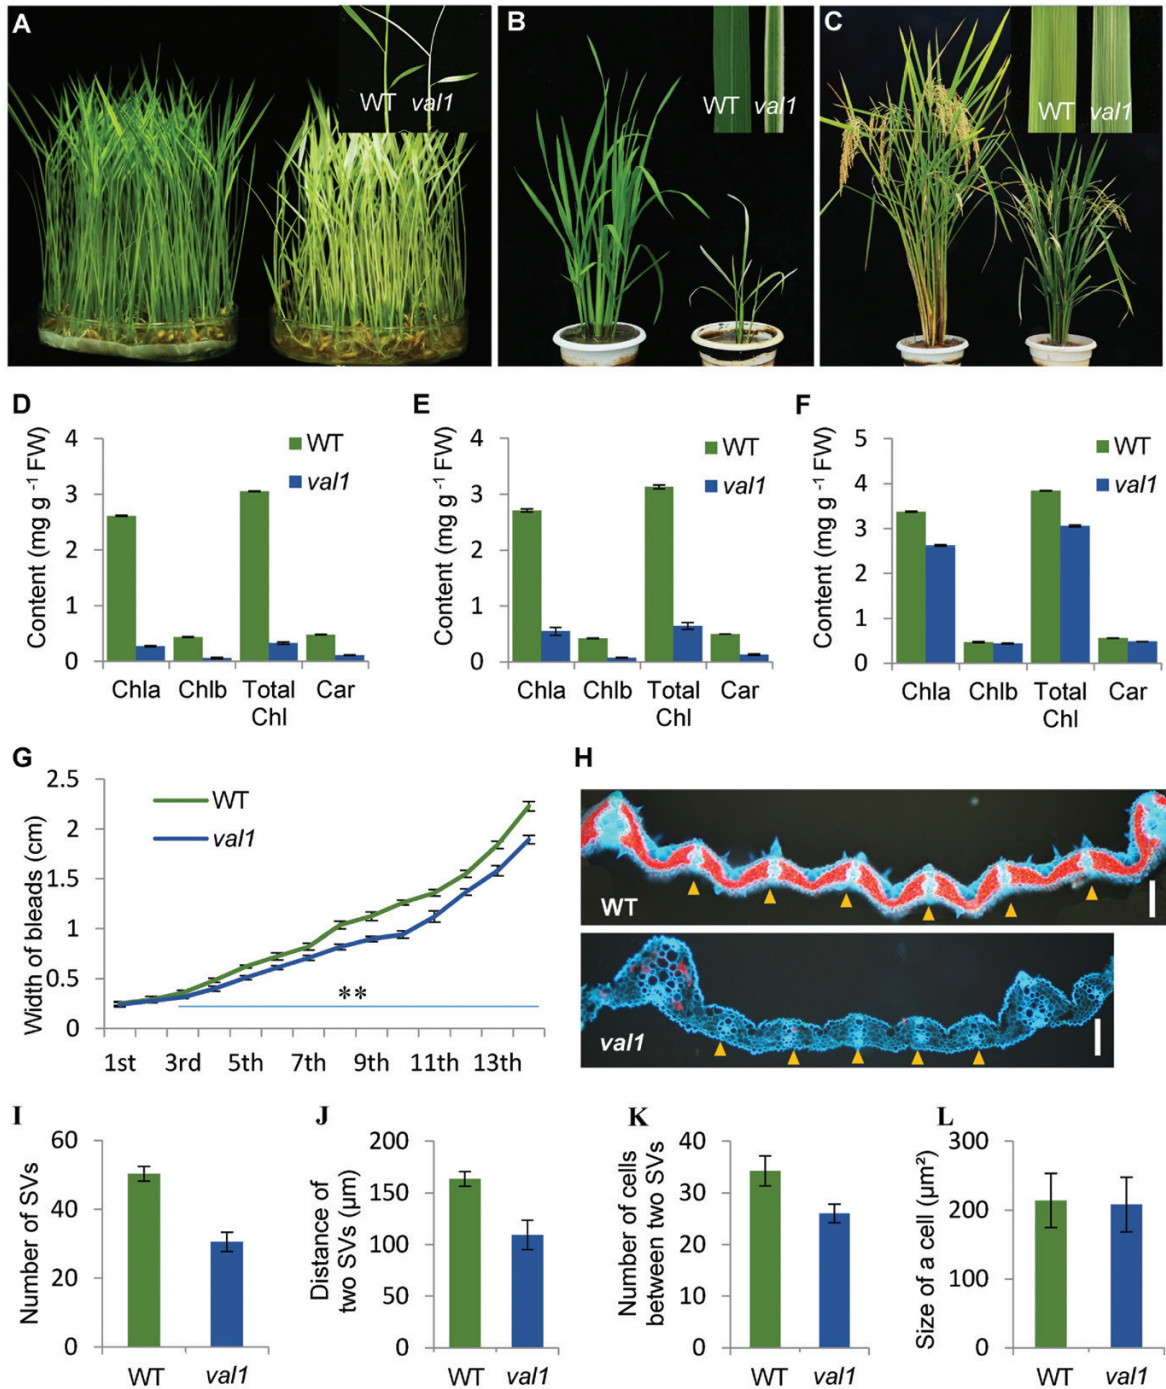 A
WT
val1
B
WT
val1
C
WT
val1
D
Content (mg g -1 FW)
4
3
2
1
0
WT
val1
Chla
Chlb
Total
Chl
Car
E
Content (mg g -1 FW)
4
3
2
1
0
WT
val1
Chla
Chlb
Total
Chl
Car
F
Content (mg g -1 FW)
5
4
3
2
1
0
WT
val1
Chla
Chlb
Total
Chl
Car
G
Width of bleads (cm)
2.5
2
1.5
1
0.5
0
WT
val1
**
1st 3rd 5th 7th 9th 11th 13th
H
WT
val1
I
Number of SVs
60
40
20
0
WT val1
J
Distance of
two SVs (µm)
200
150
100
50
0
WT val1
K
Number of cells
between two SVs
40
30
20
10
0
WT val1
L
Size of a cell (µm²)
300
200
100
0
WT val1